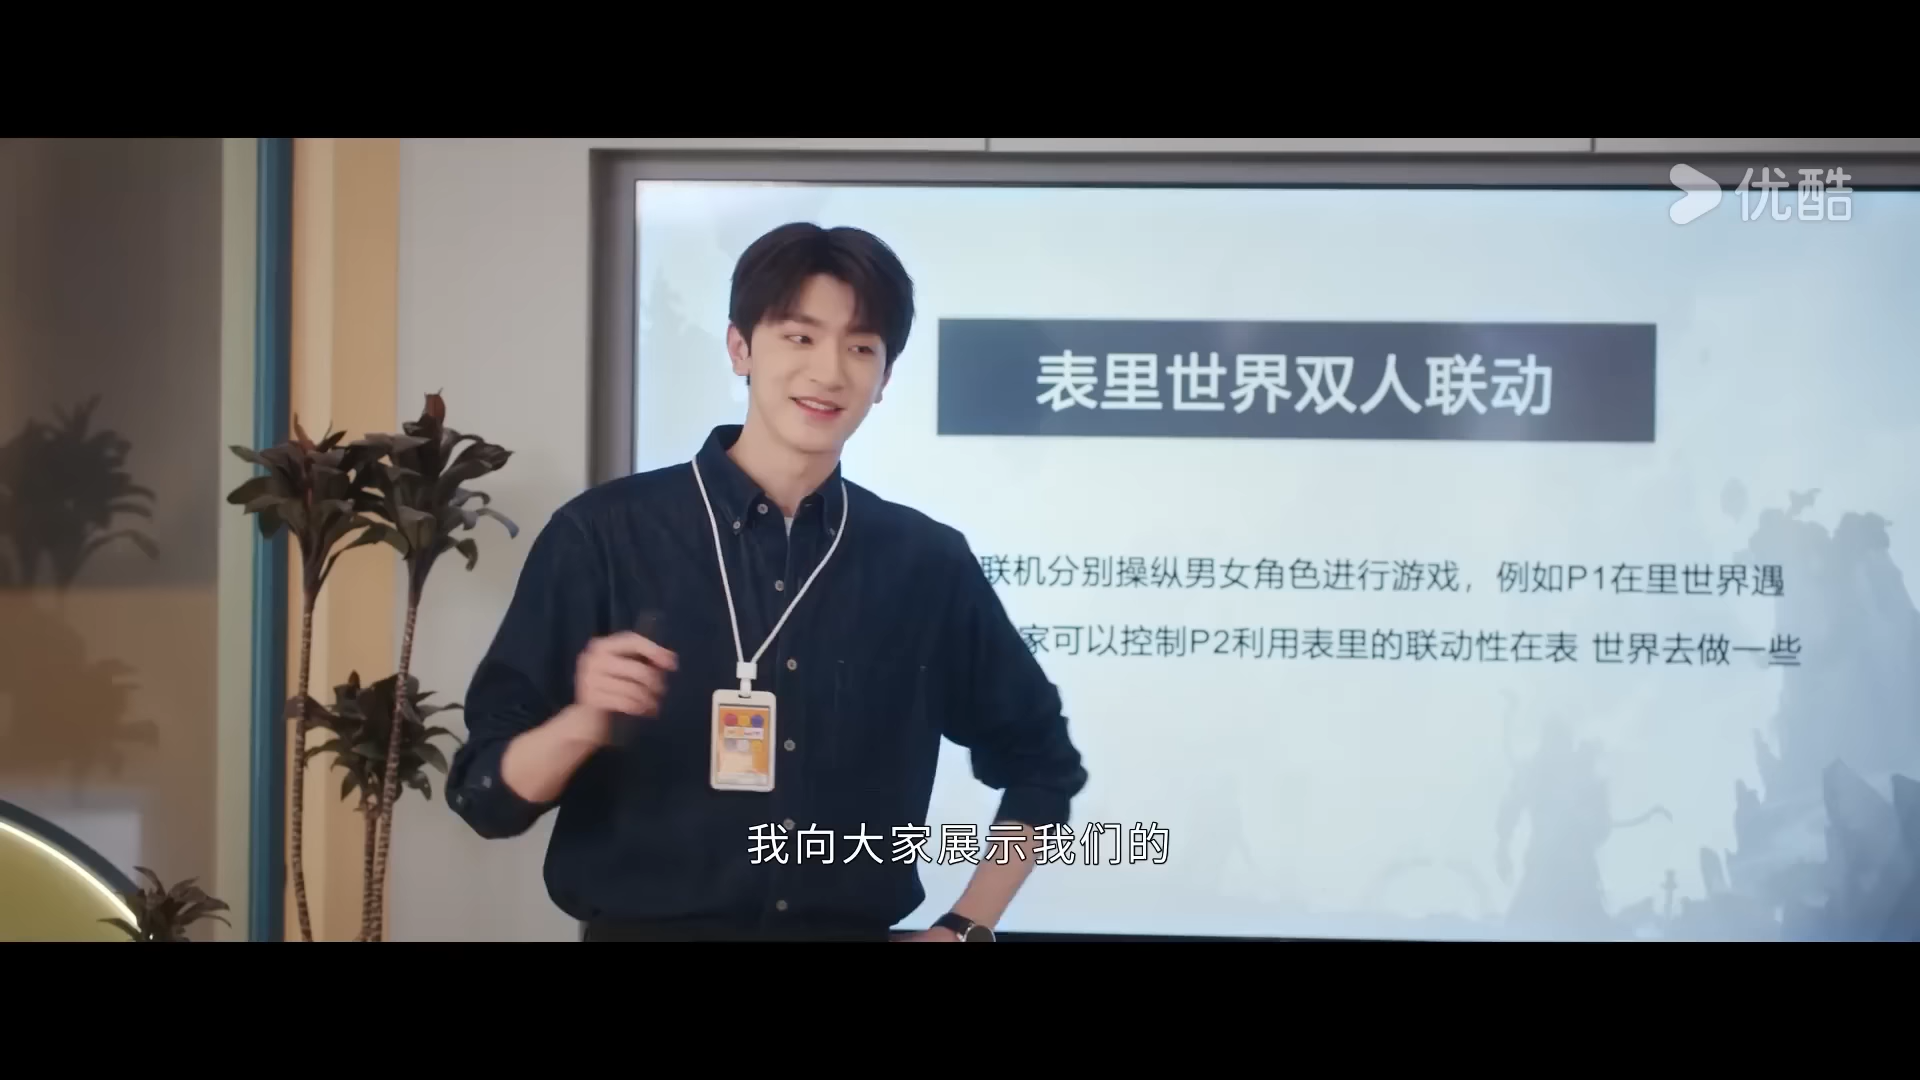 优酷
表里世界双人联动
联机分别操纵男女角色进行游戏，例如P1在里世界遇
家可以控制P2利用表里的联动性在表 世界去做一些
我向大家展示我们的